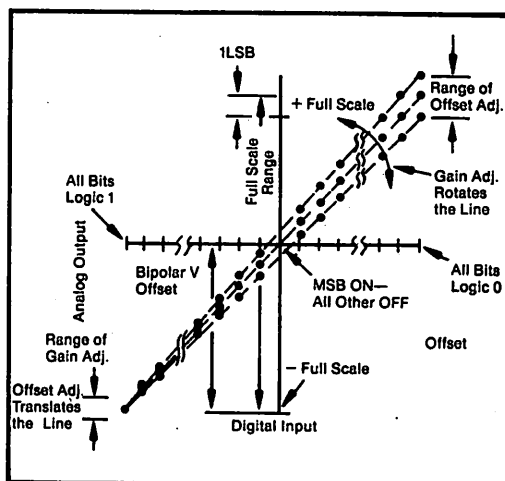 1LSB
+ Full Scale
Range of
Offset Adj.
Full Scale
Range
Gain Adj.
Rotates
the Line
All Bits
Logic 1
Analog Output
Bipolar V
Offset
MSB ON—
All Other OFF
All Bits
Logic 0
Range of
Gain Adj.
Offset
Offset Adj.
Translates
the Line
− Full Scale
Digital Input